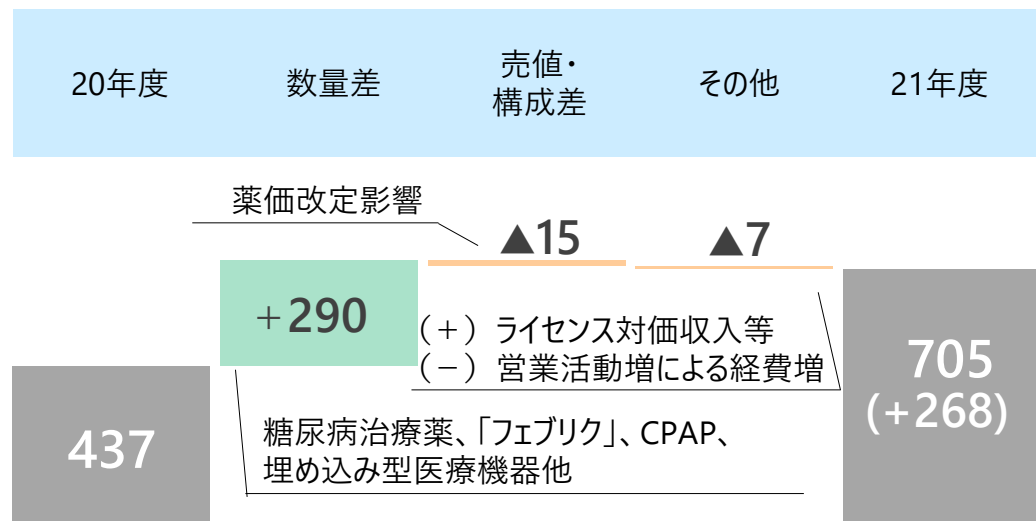 20年度
数量差
売値・
構成差
その他
21年度
薬価改定影響
▲15
▲7
＋290
（＋） ライセンス対価収入等
（－） 営業活動増による経費増
705
(+268)
437
糖尿病治療薬、「フェブリク」、CPAP、
埋め込み型医療機器他